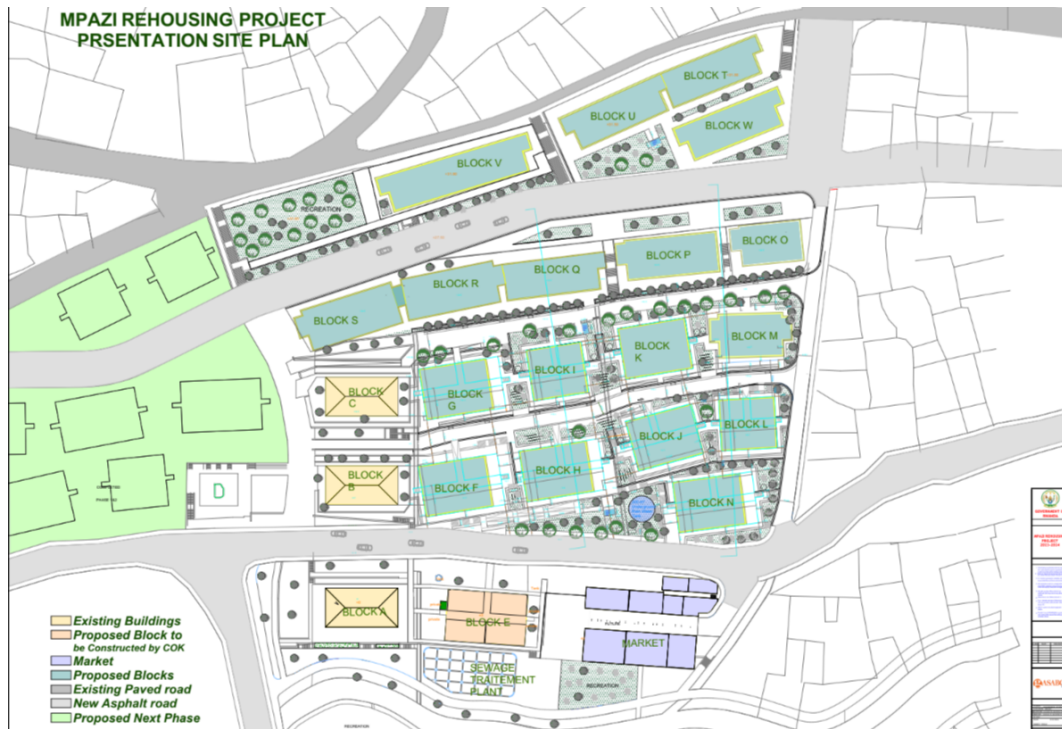 MPAZI REHOUSING PROJECT
PRSENTATION SITE PLAN
BLOCK T
BLOCK U
BLOCK W
BLOCK V
RECREATION
BLOCK O
BLOCK P
BLOCK Q
BLOCK R
BLOCK S
BLOCK M
BLOCK
K
BLOCK I
BLOCK
G
BLOCK
C
BLOCK L
BLOCK J
BLOCK H
BLOCK F
BLOCK
B
BLOCK N
D
BLOCK A
BLOCK E
MARKET
SEWAGE
TRAITEMENT
PLANT
RECREATION
RECREATION
Existing Buildings
Proposed Block to
be Constructed by COK
Market
Proposed Blocks
Existing Paved road
New Asphalt road
Proposed Next Phase